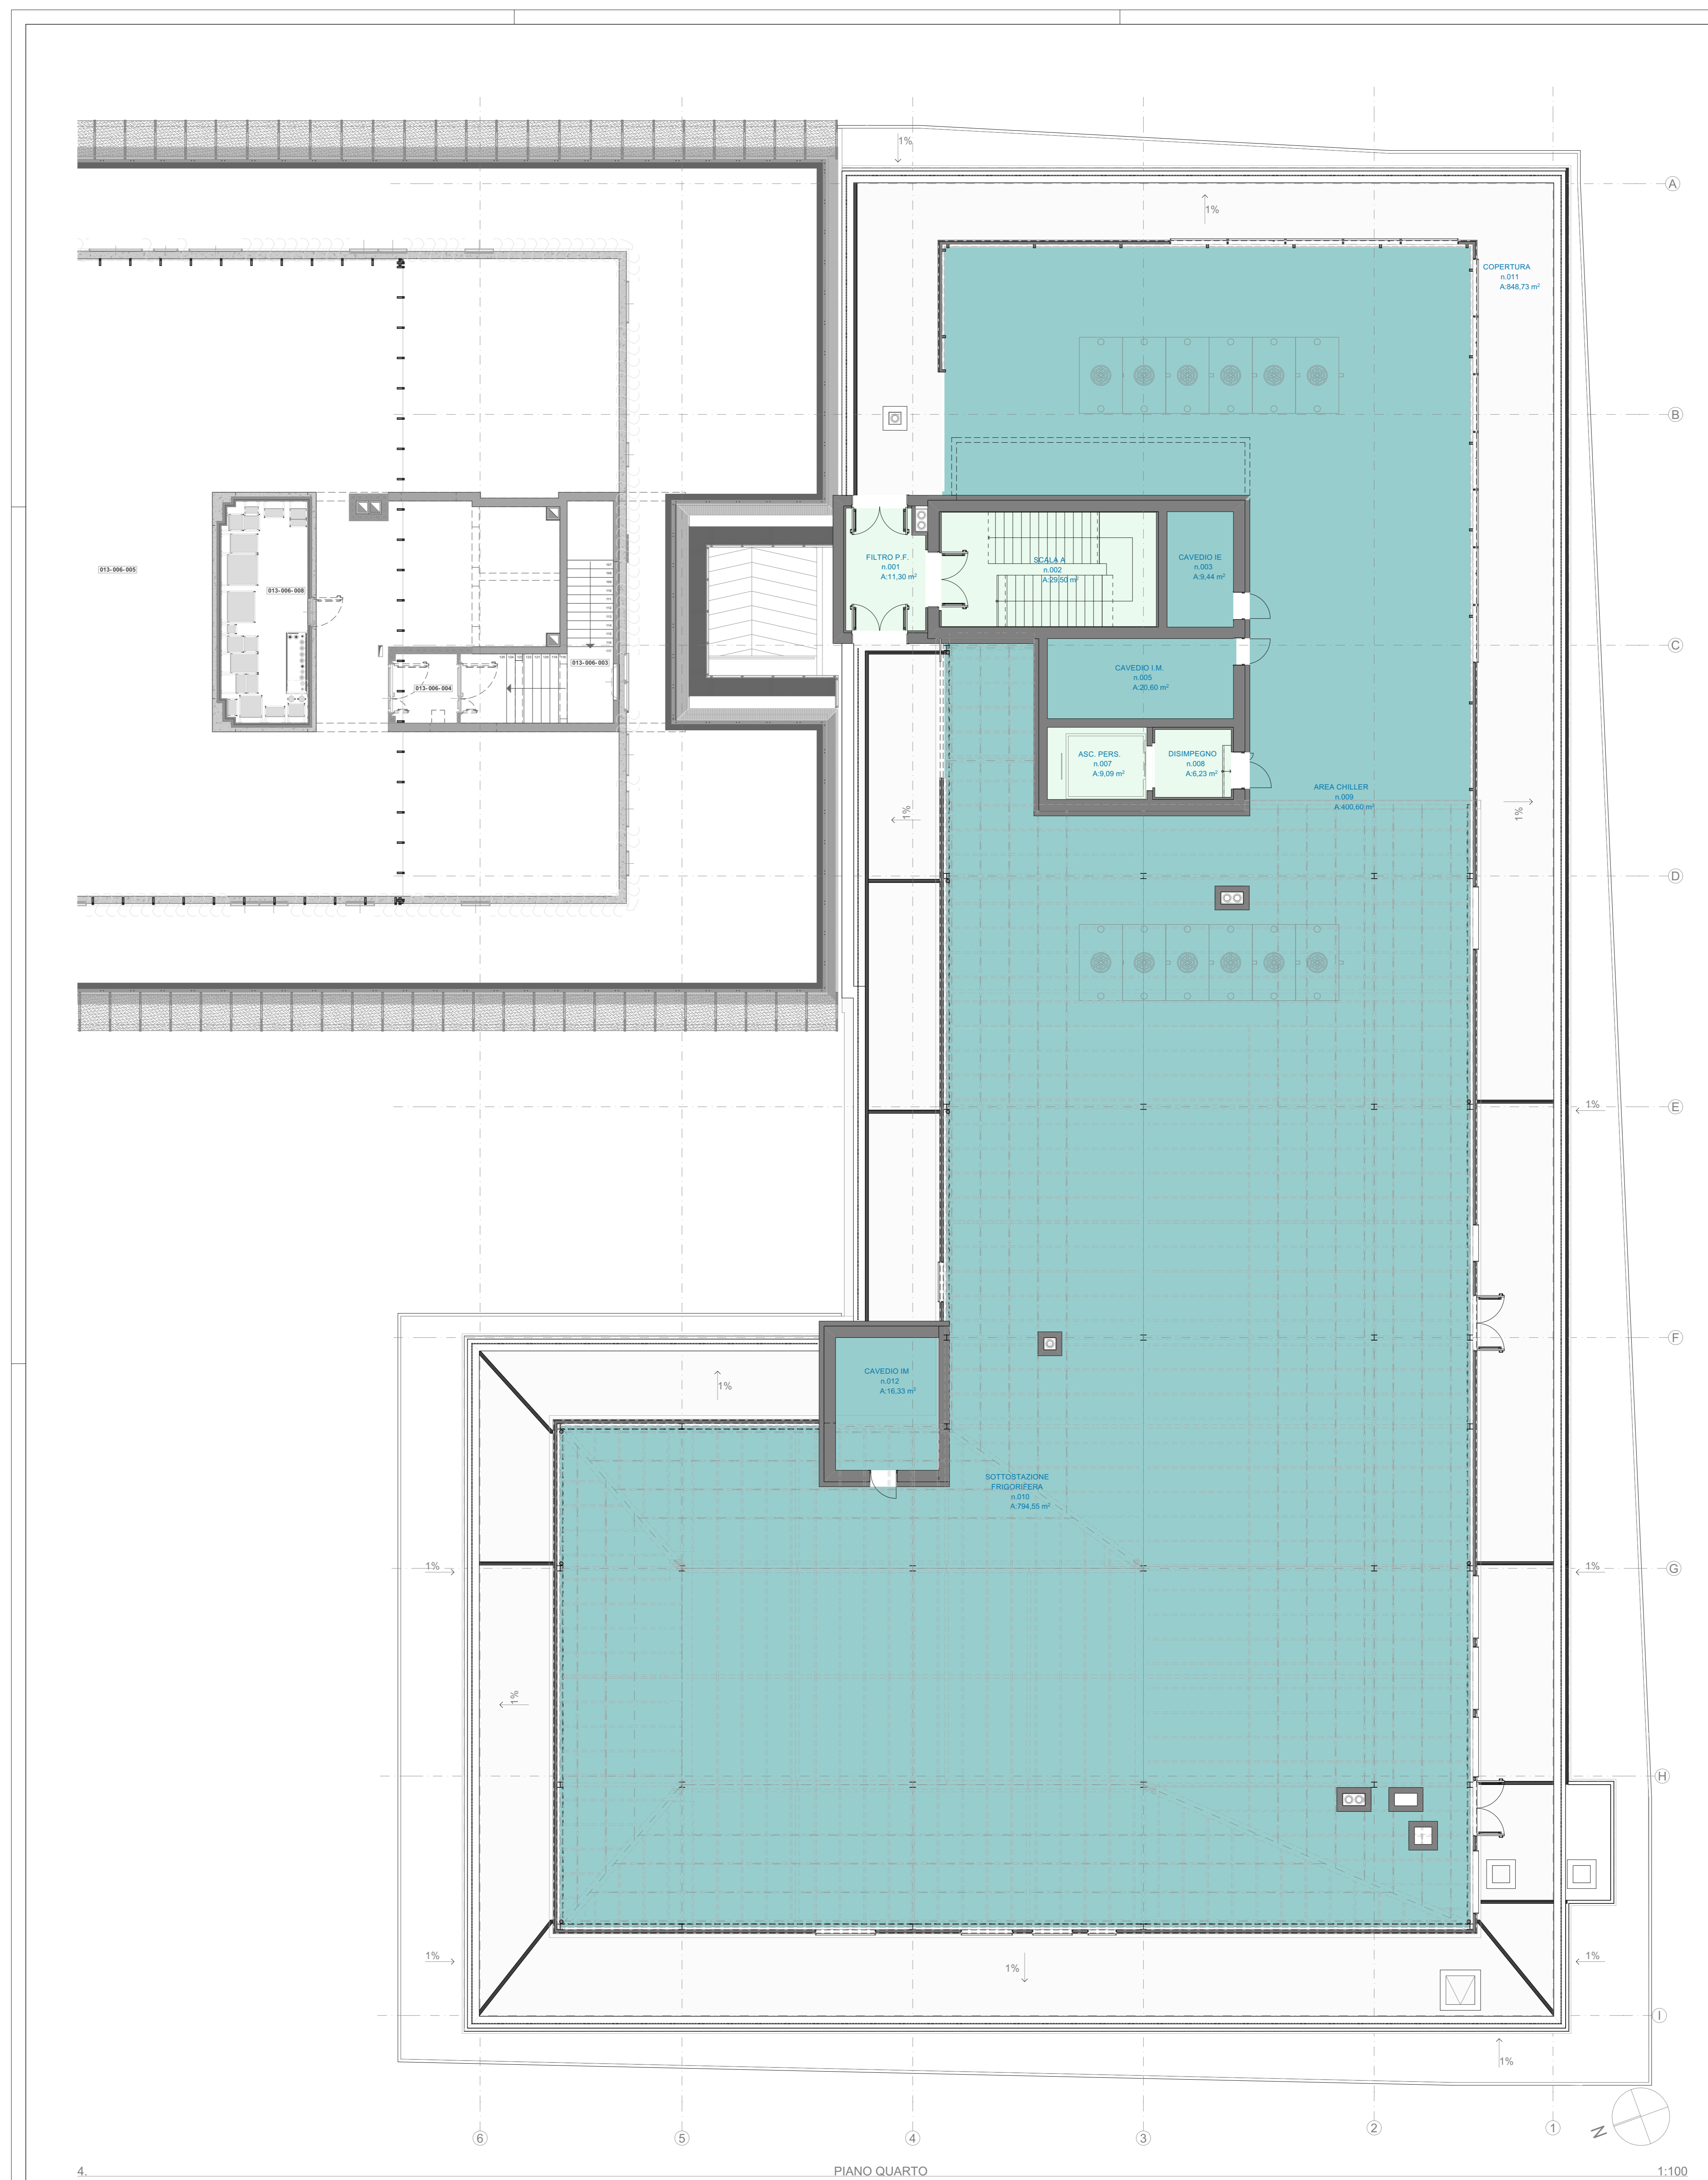 1%
A
1%
COPERTURA
n.011
A:848,73 m²
B
FILTRO P.F.
n.001
A:11,30 m²
SCALA A
n.002
A:29,50 m²
CAVEDIO IE
n.003
A:9,44 m²
013-006-005
013-006-008
C
013-006-003
013-006-004
CAVEDIO I.M.
n.005
A:20,60 m²
ASC. PERS.
n.007
A:9,09 m²
DISIMPEGNO
n.008
A:6,23 m²
AREA CHILLER
n.009
A:400,60 m²
1%
1%
D
E
1%
F
CAVEDIO IM
n.012
A:16,33 m²
1%
SOTTOSTAZIONE
FRIGORIFERA
n.010
A:794,55 m²
1%
1%
G
1%
H
1%
1%
1%
I
1%
6
5
4
3
2
1
N
4.
PIANO QUARTO
1:100